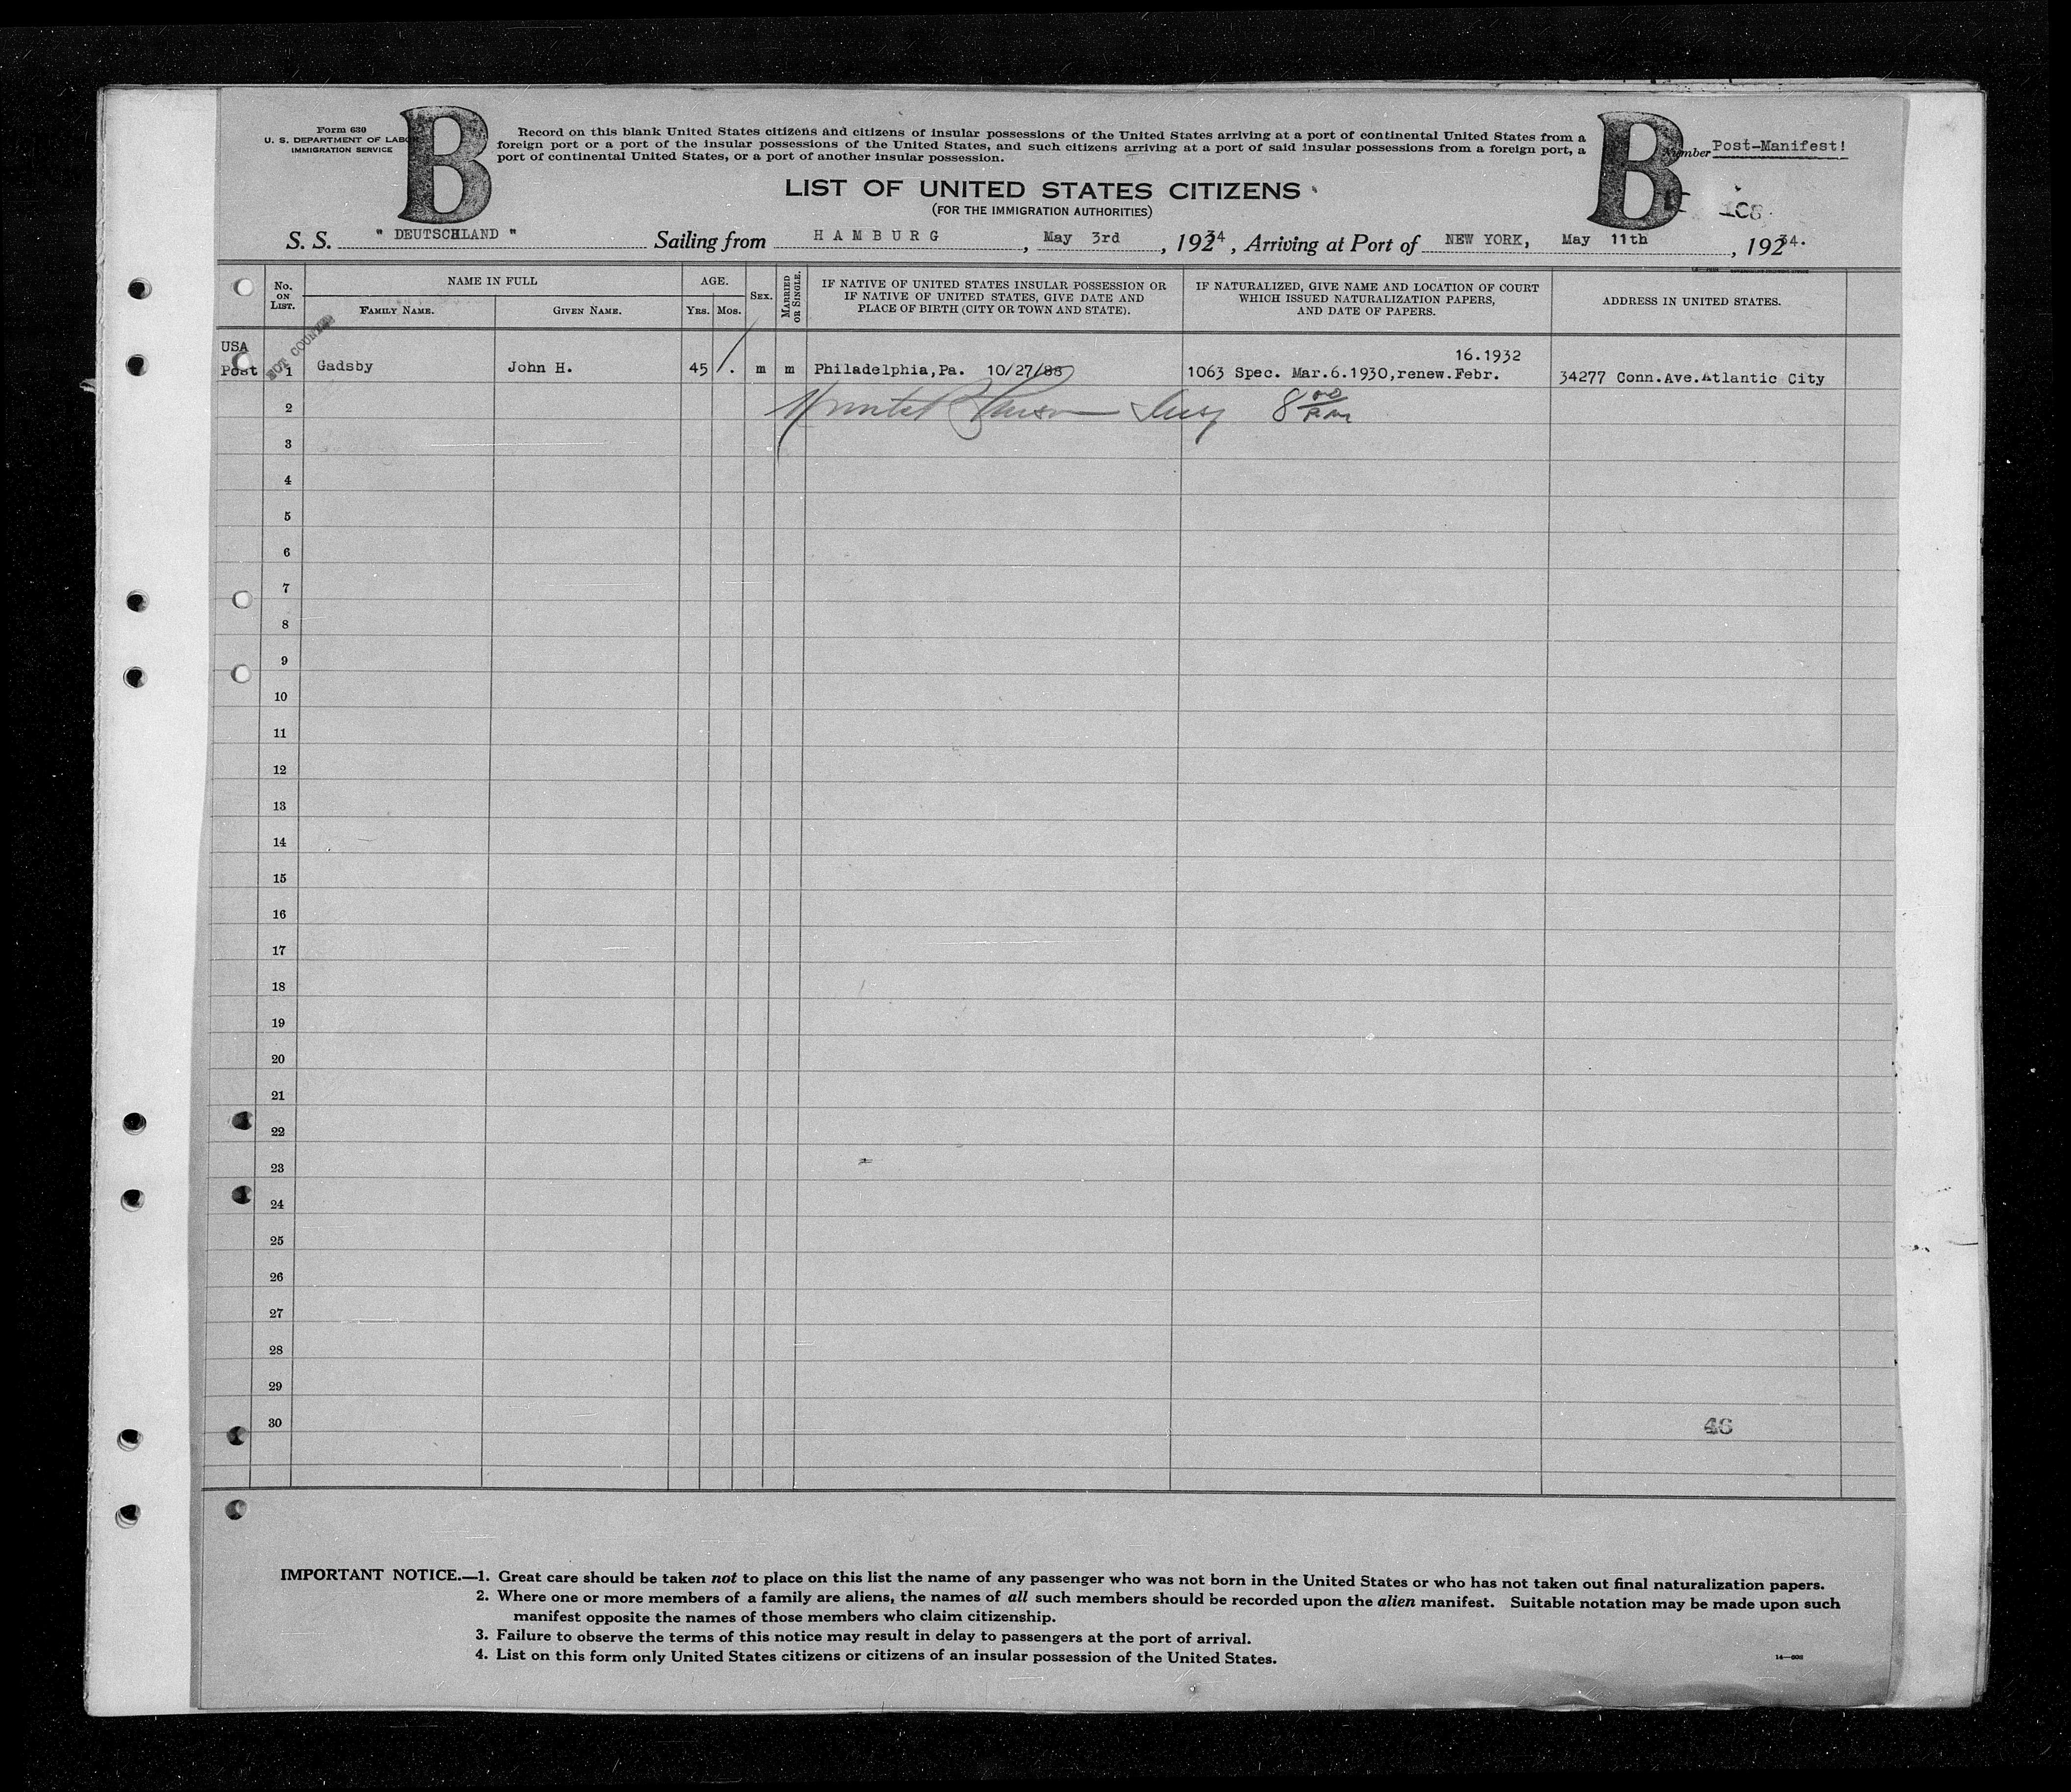 Form 630
U. S. DEPARTMENT OF LABOR
IMMIGRATION SERVICE
B
Record on this blank United States citizens and citizens of insular possessions of the United States arriving at a port of continental United States from a
foreign port or a port of the insular possessions of the United States, and such citizens arriving at a port of said insular possessions from a foreign port, a
port of continental United States, or a port of another insular possession.
B
Number Post-Manifest!
LIST OF UNITED STATES CITIZENS
(FOR THE IMMIGRATION AUTHORITIES)
S. S. " DEUTSCHLAND " Sailing from HAMBURG, May 3rd, 1934, Arriving at Port of NEW YORK, May 11th, 1934.
No. ON LIST.
NAME IN FULL
FAMILY NAME.
GIVEN NAME.
AGE.
YRS. MOS.
SEX.
MARRIED OR SINGLE.
IF NATIVE OF UNITED STATES INSULAR POSSESSION OR
IF NATIVE OF UNITED STATES, GIVE DATE AND
PLACE OF BIRTH (CITY OR TOWN AND STATE).
IF NATURALIZED, GIVE NAME AND LOCATION OF COURT
WHICH ISSUED NATURALIZATION PAPERS,
AND DATE OF PAPERS.
ADDRESS IN UNITED STATES.
USA
NOT COUNTED
16.1932
Post 1 Gadsby John H. 45 m m Philadelphia,Pa. 10/27/88 1063 Spec. Mar.6.1930,renew.Febr. 34277 Conn.Ave.Atlantic City
2 Insp 8 00 P.m
3
4
5
6
7
8
9
10
11
12
13
14
15
16
17
18
19
20
21
22
23
24
25
26
27
28
29
30
46
IMPORTANT NOTICE.—1. Great care should be taken not to place on this list the name of any passenger who was not born in the United States or who has not taken out final naturalization papers.
2. Where one or more members of a family are aliens, the names of all such members should be recorded upon the alien manifest. Suitable notation may be made upon such
manifest opposite the names of those members who claim citizenship.
3. Failure to observe the terms of this notice may result in delay to passengers at the port of arrival.
4. List on this form only United States citizens or citizens of an insular possession of the United States.